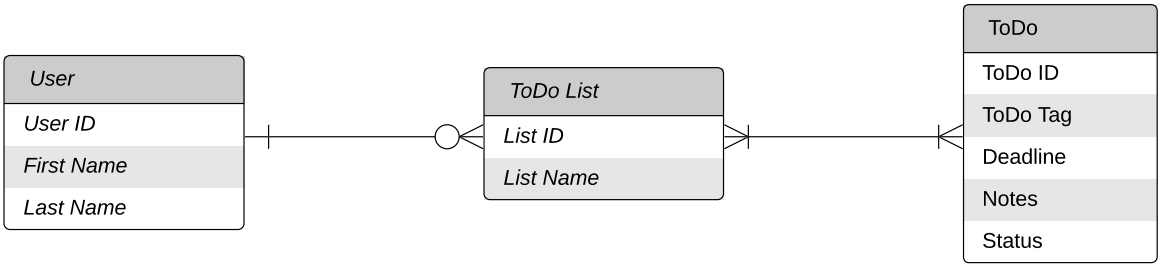 User
User ID
First Name
Last Name
ToDo List
List ID
List Name
ToDo
ToDo ID
ToDo Tag
Deadline
Notes
Status